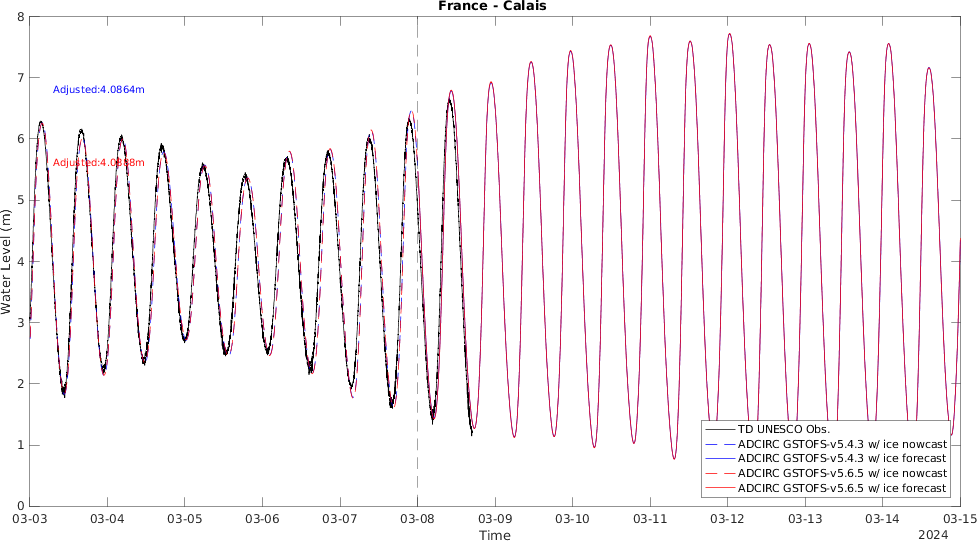 France - Calais
8
7
6
5
4
3
2
1
0
Water Level (m)
Adjusted:4.0864m
Adjusted:4.0888m
TD UNESCO Obs.
ADCIRC GSTOFS-v5.4.3 w/ ice nowcast
ADCIRC GSTOFS-v5.4.3 w/ ice forecast
ADCIRC GSTOFS-v5.6.5 w/ ice nowcast
ADCIRC GSTOFS-v5.6.5 w/ ice forecast
03-03 03-04 03-05 03-06 03-07 03-08 03-09 03-10 03-11 03-12 03-13 03-14 03-15
Time
2024